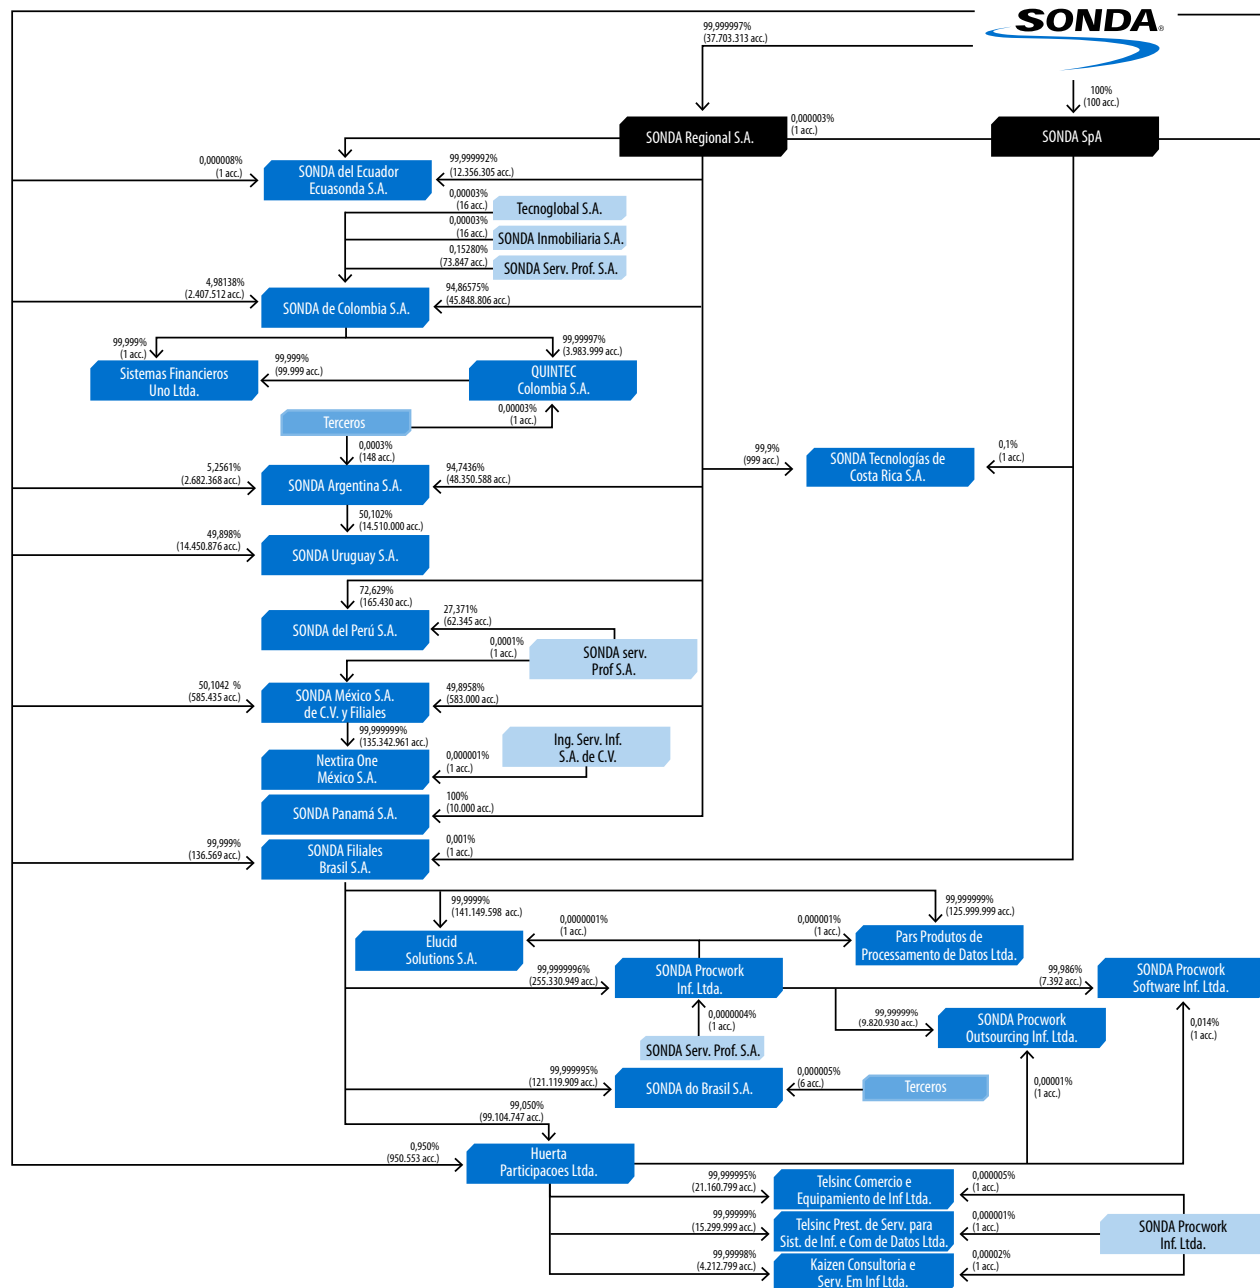 SONDA®
99,999997%
(37.703.313 acc.)
100%
(100 acc.)
SONDA Regional S.A.
0,000003%
(1 acc.)
SONDA SpA
0,000008%
(1 acc.)
SONDA del Ecuador
Ecuasonda S.A.
99,999992%
(12.356.305 acc.)
0,00003%
(16 acc.)
Tecnoglobal S.A.
0,00003%
(16 acc.)
SONDA Inmobiliaria S.A.
0,15280%
(73.847 acc.)
SONDA Serv. Prof. S.A.
4,98138%
(2.407.512 acc.)
SONDA de Colombia S.A.
94,86575%
(45.848.806 acc.)
99,999%
(1 acc.)
99,99997%
(3.983.999 acc.)
Sistemas Financieros
Uno Ltda.
99,999%
(99.999 acc.)
QUINTEC
Colombia S.A.
Terceros
0,00003%
(1 acc.)
0,0003%
(148 acc.)
5,2561%
(2.682.368 acc.)
SONDA Argentina S.A.
94,7436%
(48.350.588 acc.)
99,9%
(999 acc.)
SONDA Tecnologías de
Costa Rica S.A.
0,1%
(1 acc.)
50,102%
(14.510.000 acc.)
49,898%
(14.450.876 acc.)
SONDA Uruguay S.A.
72,629%
(165.430 acc.)
SONDA del Perú S.A.
27,371%
(62.345 acc.)
0,0001%
(1 acc.)
SONDA serv.
Prof S.A.
50,1042 %
(585.435 acc.)
SONDA México S.A.
de C.V. y Filiales
49,8958%
(583.000 acc.)
99,999999%
(135.342.961 acc.)
Nextira One
México S.A.
0,000001%
(1 acc.)
Ing. Serv. Inf.
S.A. de C.V.
SONDA Panamá S.A.
100%
(10.000 acc.)
99,999%
(136.569 acc.)
SONDA Filiales
Brasil S.A.
0,001%
(1 acc.)
99,9999%
(141.149.598 acc.)
99,999999%
(125.999.999 acc.)
Elucid
Solutions S.A.
0,0000001%
(1 acc.)
0,000001%
(1 acc.)
Pars Produtos de
Processamento de Datos Ltda.
99,9999996%
(255.330.949 acc.)
SONDA Procwork
Inf. Ltda.
99,986%
(7.392 acc.)
SONDA Procwork
Software Inf. Ltda.
99,99999%
(9.820.930 acc.)
SONDA Procwork
Outsourcing Inf. Ltda.
0,0000004%
(1 acc.)
0,014%
(1 acc.)
SONDA Serv. Prof. S.A.
99,999995%
(121.119.909 acc.)
SONDA do Brasil S.A.
0,000005%
(6 acc.)
Terceros
0,00001%
(1 acc.)
99,050%
(99.104.747 acc.)
0,950%
(950.553 acc.)
Huerta
Participacoes Ltda.
99,999995%
(21.160.799 acc.)
Telsinc Comercio e
Equipamiento de Inf Ltda.
0,000005%
(1 acc.)
99,99999%
(15.299.999 acc.)
Telsinc Prest. de Serv. para
Sist. de Inf. e Com de Datos Ltda.
0,000001%
(1 acc.)
SONDA Procwork
Inf. Ltda.
99,99998%
(4.212.799 acc.)
Kaizen Consultoria e
Serv. Em Inf Ltda.
0,00002%
(1 acc.)